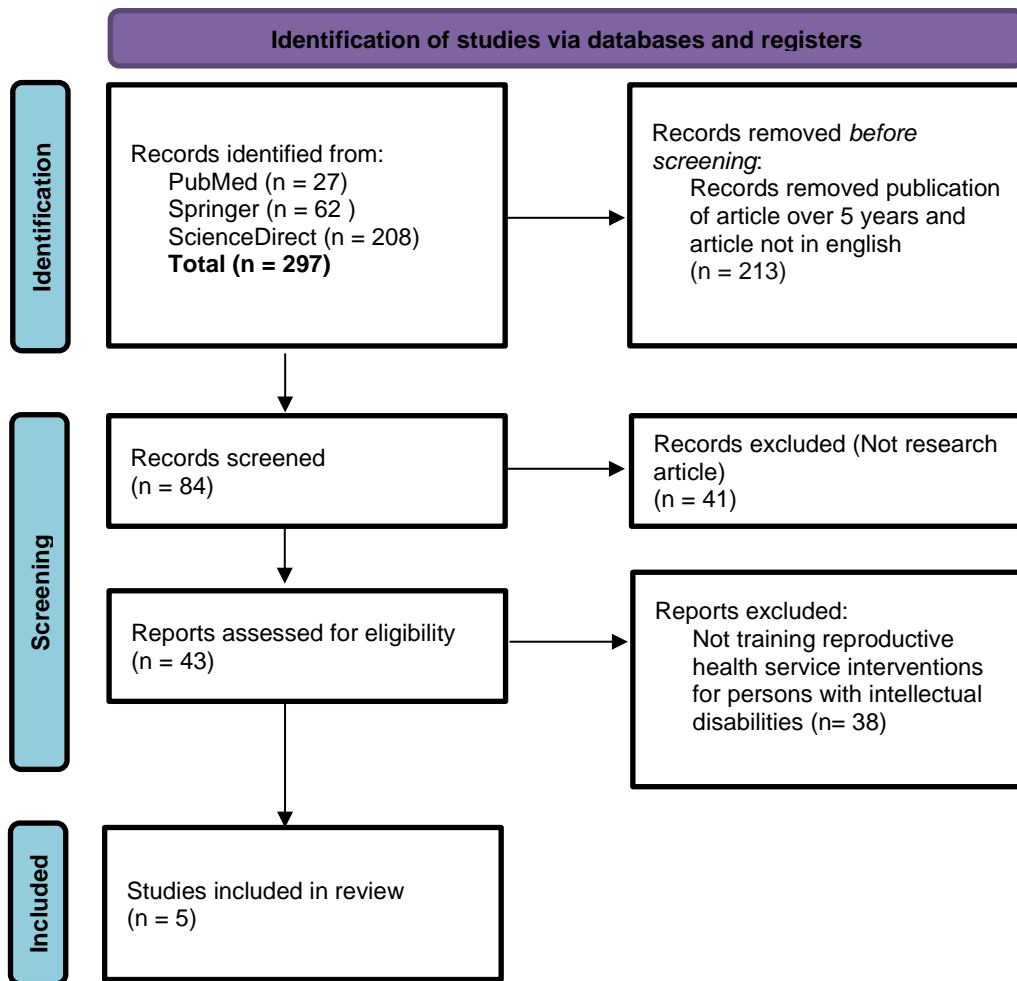 Identification of studies via databases and registers
Identification
Records identified from:
PubMed (n = 27)
Springer (n = 62 )
ScienceDirect (n = 208)
Total (n = 297)
Records removed before
screening:
Records removed publication
of article over 5 years and
article not in english
(n = 213)
Screening
Records screened
(n = 84)
Records excluded (Not research
article)
(n = 41)
Reports assessed for eligibility
(n = 43)
Reports excluded:
Not training reproductive
health service interventions
for persons with intellectual
disabilities (n= 38)
Included
Studies included in review
(n = 5)